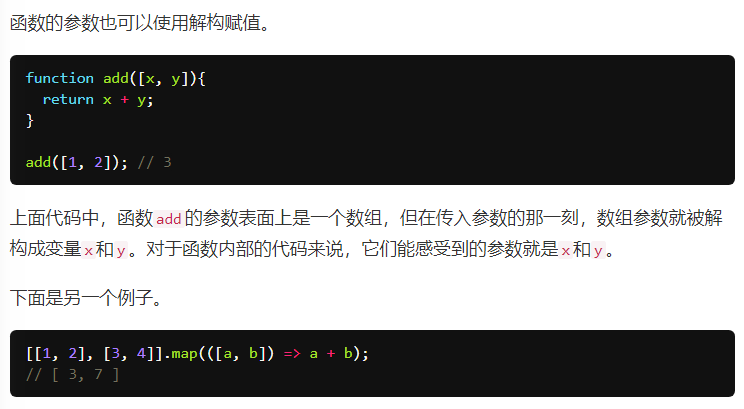 函数的参数也可以使用解构赋值。
function add([x, y]){
  return x + y;
}
add([1, 2]); // 3
上面代码中，函数add的参数表面上是一个数组，但在传入参数的那一刻，数组参数就被解
构成变量x和y。对于函数内部的代码来说，它们能感受到的参数就是x和y。
下面是另一个例子。
[[1, 2], [3, 4]].map(([a, b]) => a + b);
// [ 3, 7 ]